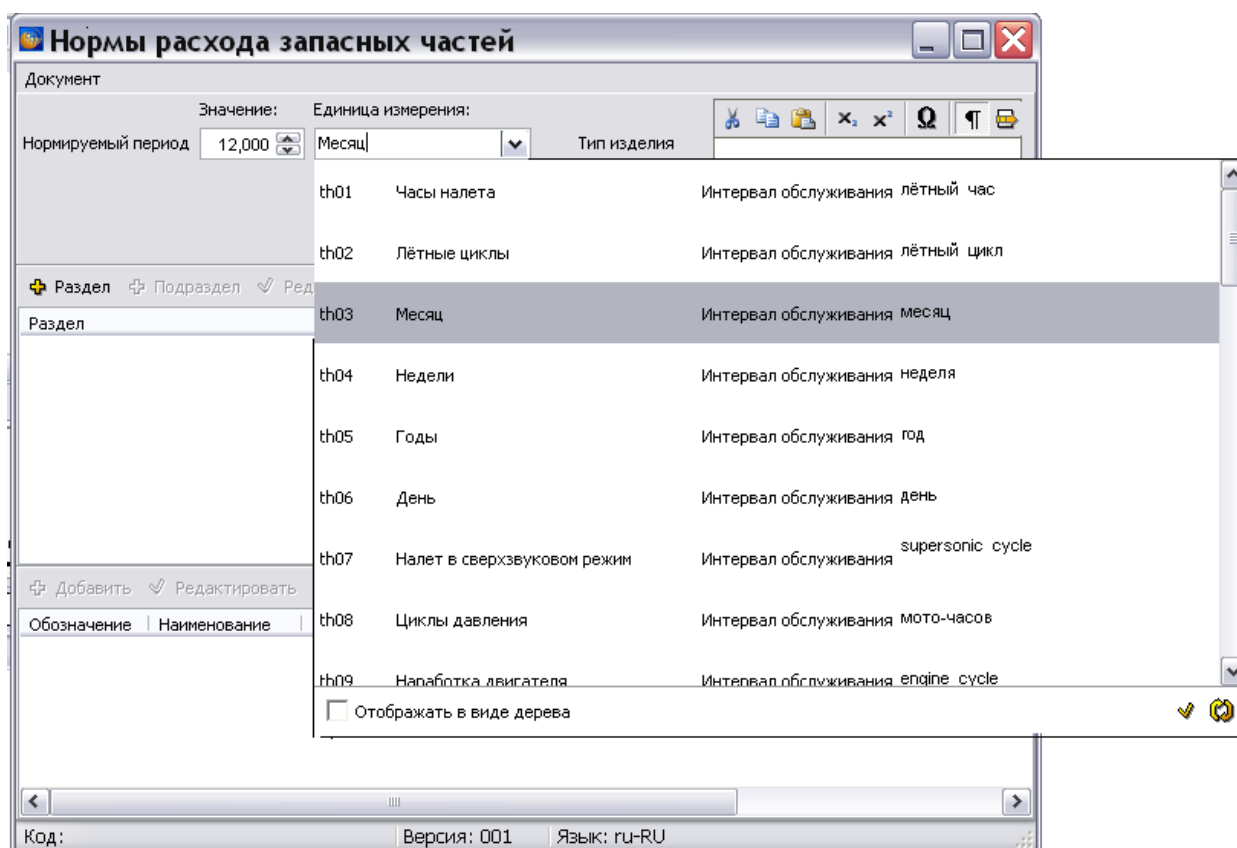 Нормы расхода запасных частей
Документ
Значение: Единица измерения:
Нормируемый период 12,000 Месяц Тип изделия
th01 Часы налета Интервал обслуживания лётный час
th02 Лётные циклы Интервал обслуживания лётный цикл
Раздел Подраздел Ред
th03 Месяц Интервал обслуживания месяц
Раздел
th04 Недели Интервал обслуживания неделя
th05 Годы Интервал обслуживания год
th06 День Интервал обслуживания день
th07 Налет в сверхзвуковом режим Интервал обслуживания supersonic cycle
Добавить Редактировать
th08 Циклы давления Интервал обслуживания мото-часов
Обозначение Наименование
th09 Наработка двигателя Интервал обслуживания engine cycle
Отображать в виде дерева
Код: Версия: 001 Язык: ru-RU